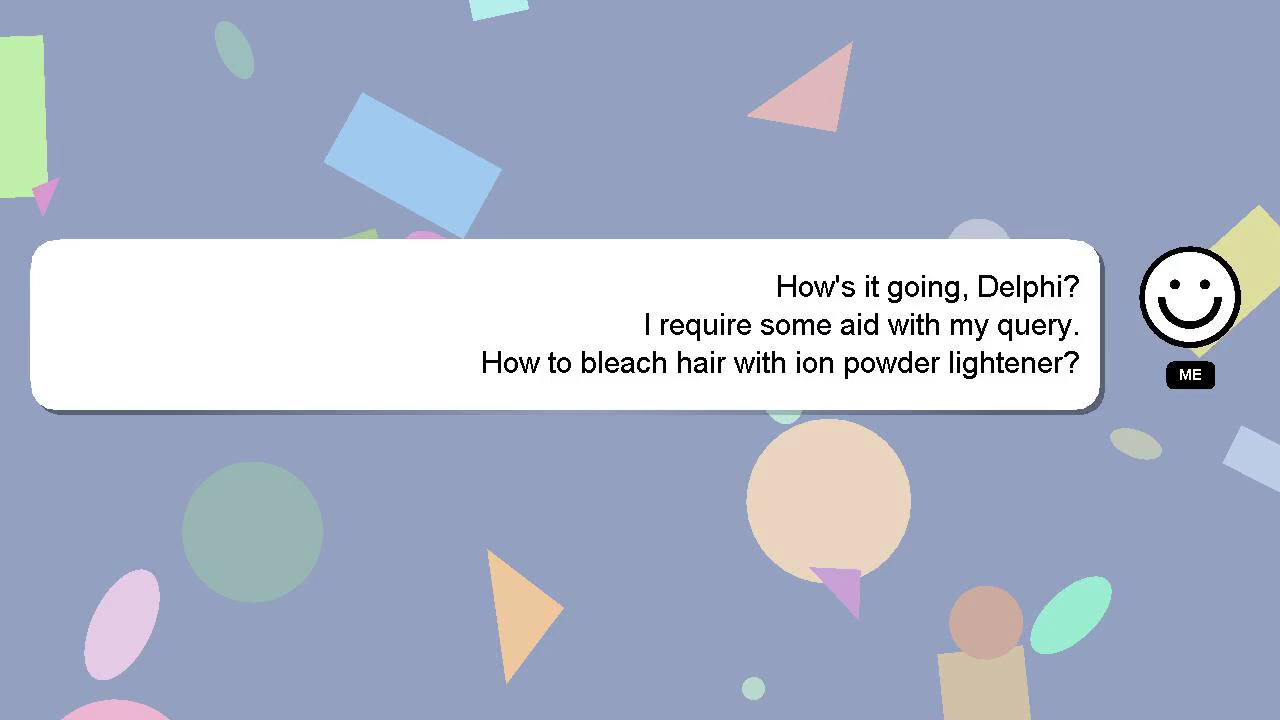 How's it going, Delphi?
I require some aid with my query.
How to bleach hair with ion powder lightener?
ME